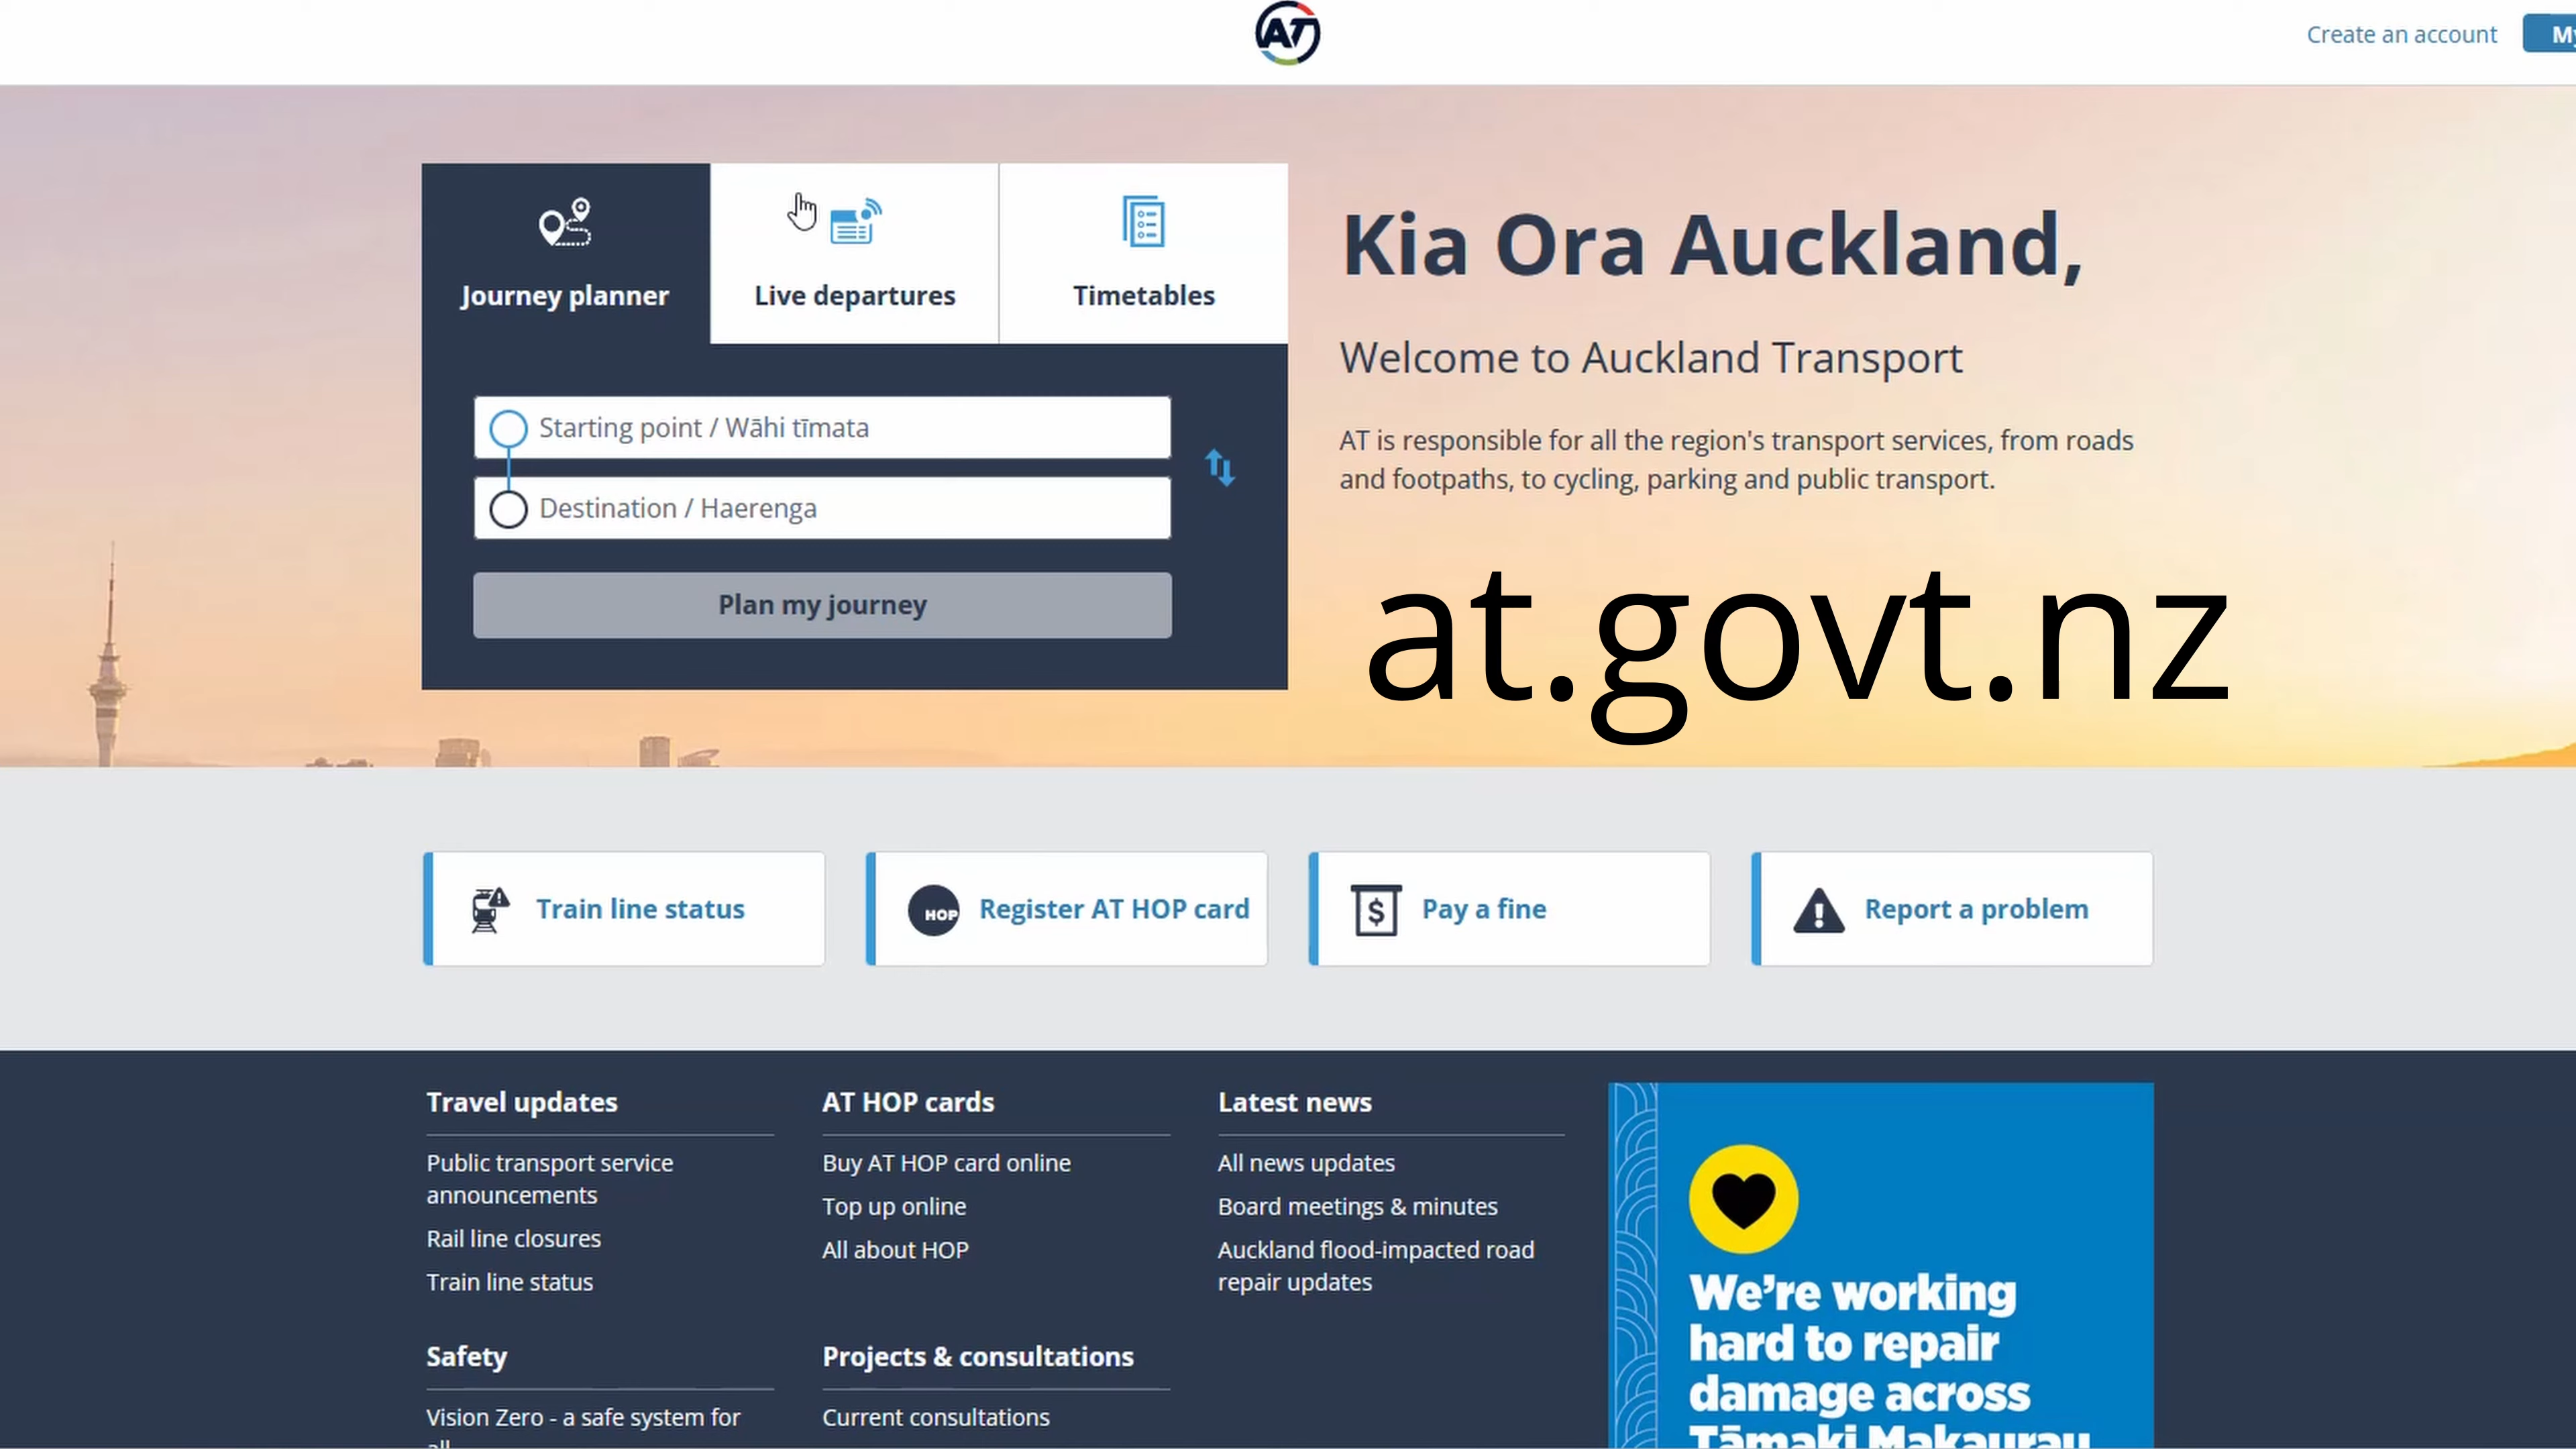 AT
Create an account
My
Journey planner
Live departures
Timetables
Starting point / Wāhi tīmata
Destination / Haerenga
Plan my journey
Kia Ora Auckland,
Welcome to Auckland Transport
AT is responsible for all the region's transport services, from roads
and footpaths, to cycling, parking and public transport.
at.govt.nz
Train line status
HOP
Register AT HOP card
$
Pay a fine
Report a problem
Travel updates
Public transport service
announcements
Rail line closures
Train line status
AT HOP cards
Buy AT HOP card online
Top up online
All about HOP
Latest news
All news updates
Board meetings & minutes
Auckland flood-impacted road
repair updates
Safety
Vision Zero - a safe system for
all
Projects & consultations
Current consultations
We're working
hard to repair
damage across
Tāmaki Makaurau